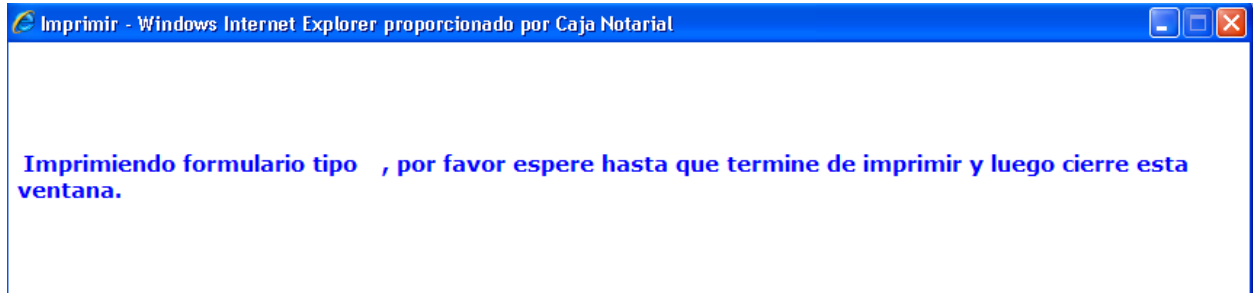 Imprimir - Windows Internet Explorer proporcionado por Caja Notarial
Imprimiendo formulario tipo   , por favor espere hasta que termine de imprimir y luego cierre esta
ventana.